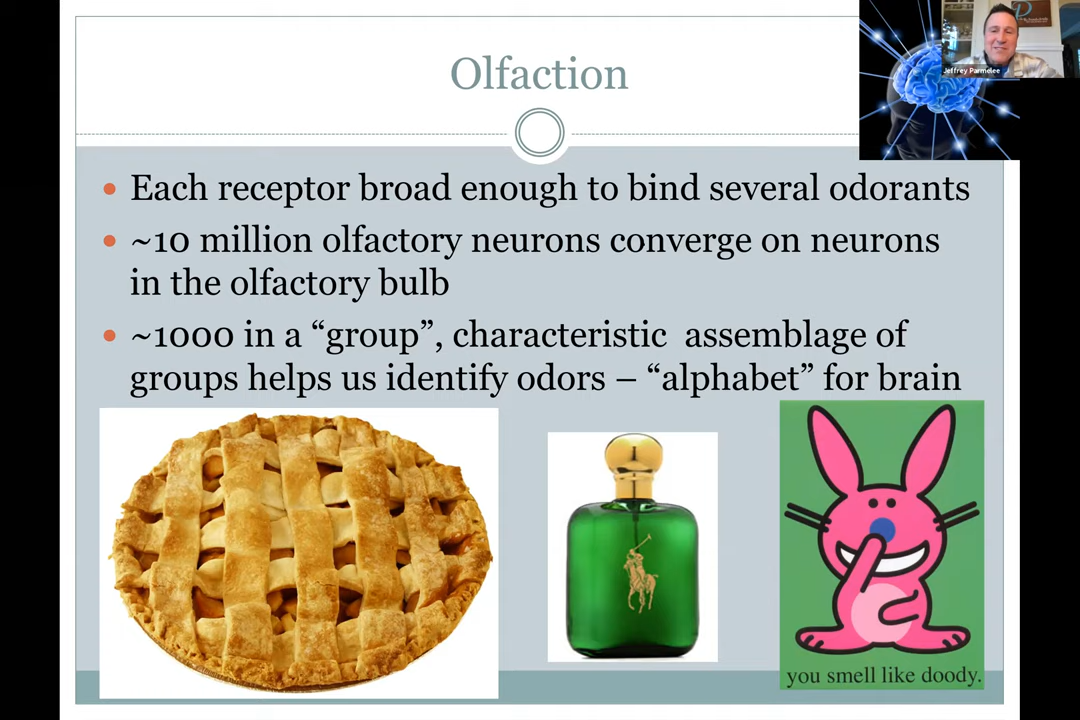 Olfaction
Jeffrey Parmelee
Each receptor broad enough to bind several odorants
~10 million olfactory neurons converge on neurons
in the olfactory bulb
~1000 in a “group”, characteristic assemblage of
groups helps us identify odors – “alphabet” for brain
you smell like doody.